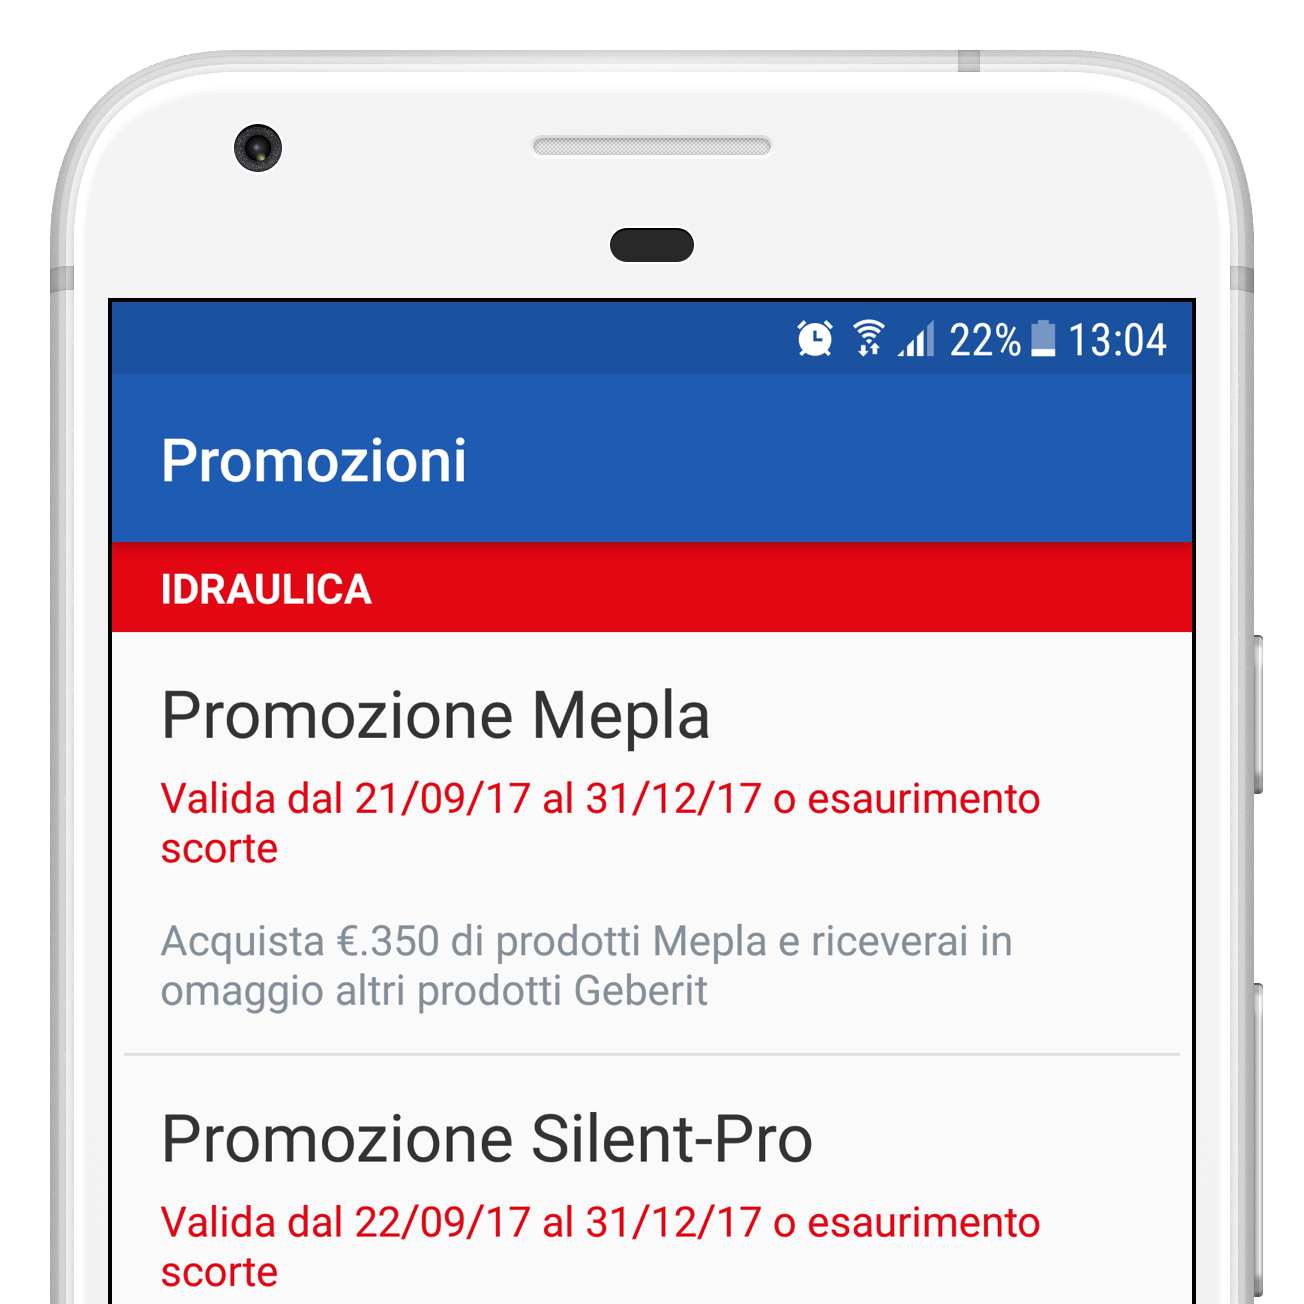 22% 13:04
Promozioni
IDRAULICA
Promozione Mepla
Valida dal 21/09/17 al 31/12/17 o esaurimento
scorte
Acquista €.350 di prodotti Mepla e riceverai in
omaggio altri prodotti Geberit
Promozione Silent-Pro
Valida dal 22/09/17 al 31/12/17 o esaurimento
scorte